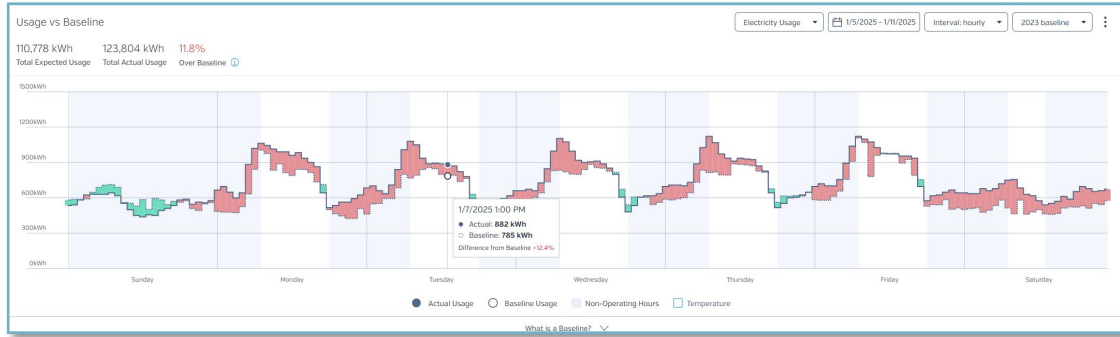 Usage vs Baseline
Electricity Usage
1/5/2025 - 1/11/2025
Interval: hourly
2023 baseline
110,778 kWh 123,804 kWh 11.8%
Total Expected Usage Total Actual Usage Over Baseline
1500kWh
1200kWh
900kWh
600kWh
300kWh
0kWh
1/7/2025 1:00 PM
Actual: 882 kWh
Baseline: 785 kWh
Difference from Baseline +12.4%
Sunday Monday Tuesday Wednesday Thursday Friday Saturday
Actual Usage Baseline Usage Non-Operating Hours Temperature
What is a Baseline?